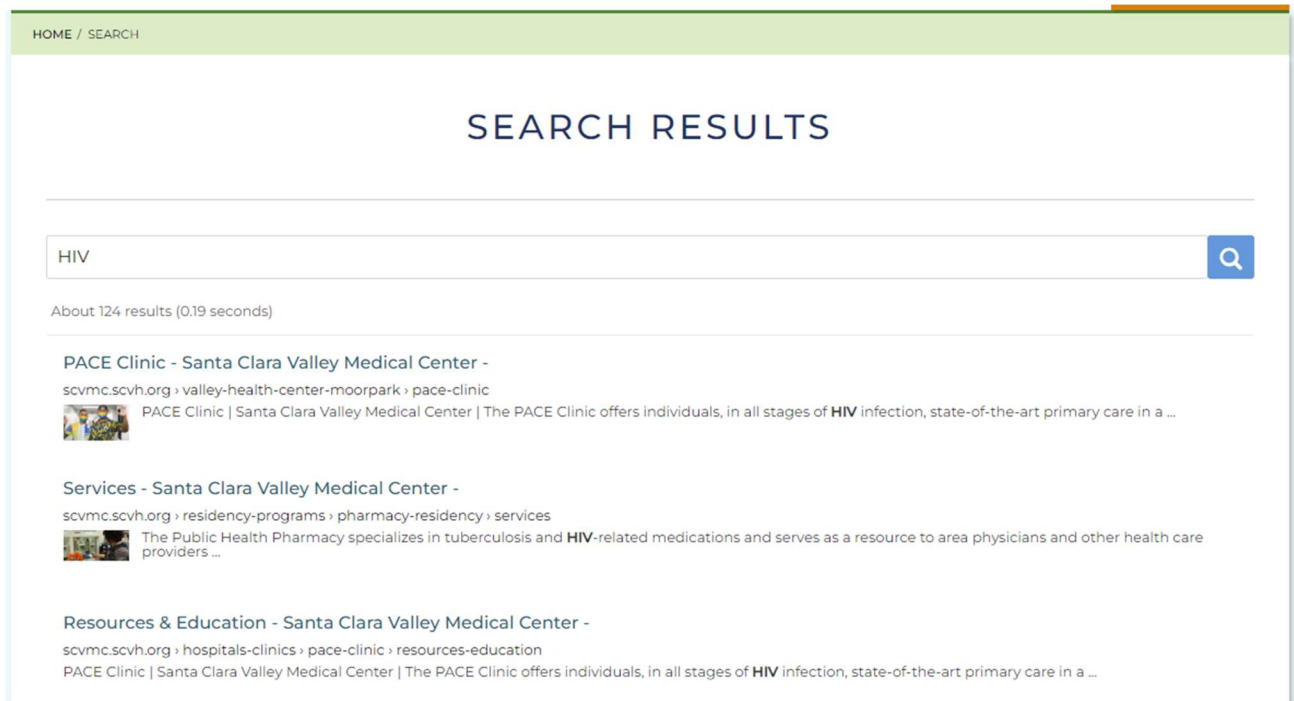 HOME / SEARCH
SEARCH RESULTS
HIV
About 124 results (0.19 seconds)
PACE Clinic - Santa Clara Valley Medical Center -
scvmc.scvh.org › valley-health-center-moorpark › pace-clinic
PACE Clinic | Santa Clara Valley Medical Center | The PACE Clinic offers individuals, in all stages of HIV infection, state-of-the-art primary care in a ...
Services - Santa Clara Valley Medical Center -
scvmc.scvh.org › residency-programs › pharmacy-residency › services
The Public Health Pharmacy specializes in tuberculosis and HIV-related medications and serves as a resource to area physicians and other health care
providers ...
Resources & Education - Santa Clara Valley Medical Center -
scvmc.scvh.org › hospitals-clinics › pace-clinic › resources-education
PACE Clinic | Santa Clara Valley Medical Center | The PACE Clinic offers individuals, in all stages of HIV infection, state-of-the-art primary care in a ...